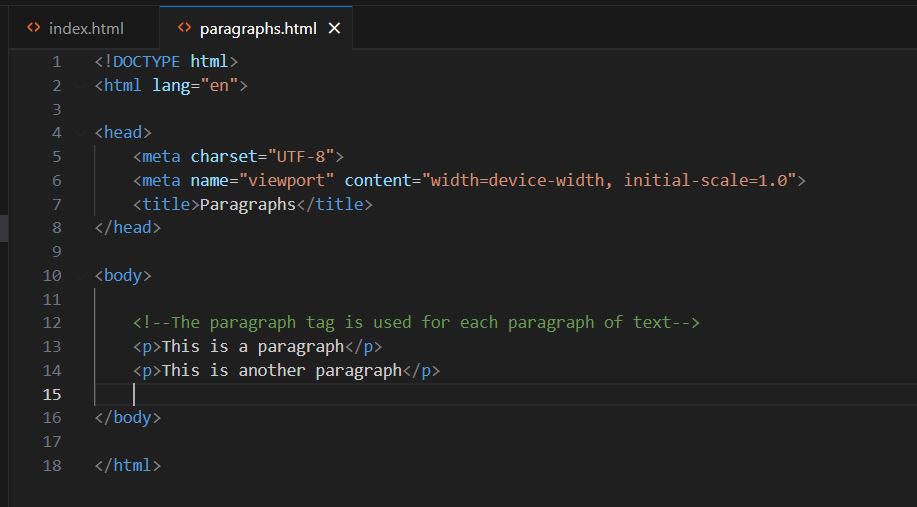 index.html
paragraphs.html
1 <!DOCTYPE html>
2 <html lang="en">
3
4 <head>
5     <meta charset="UTF-8">
6     <meta name="viewport" content="width=device-width, initial-scale=1.0">
7     <title>Paragraphs</title>
8 </head>
9
10 <body>
11
12     <!--The paragraph tag is used for each paragraph of text-->
13     <p>This is a paragraph</p>
14     <p>This is another paragraph</p>
15
16 </body>
17
18 </html>